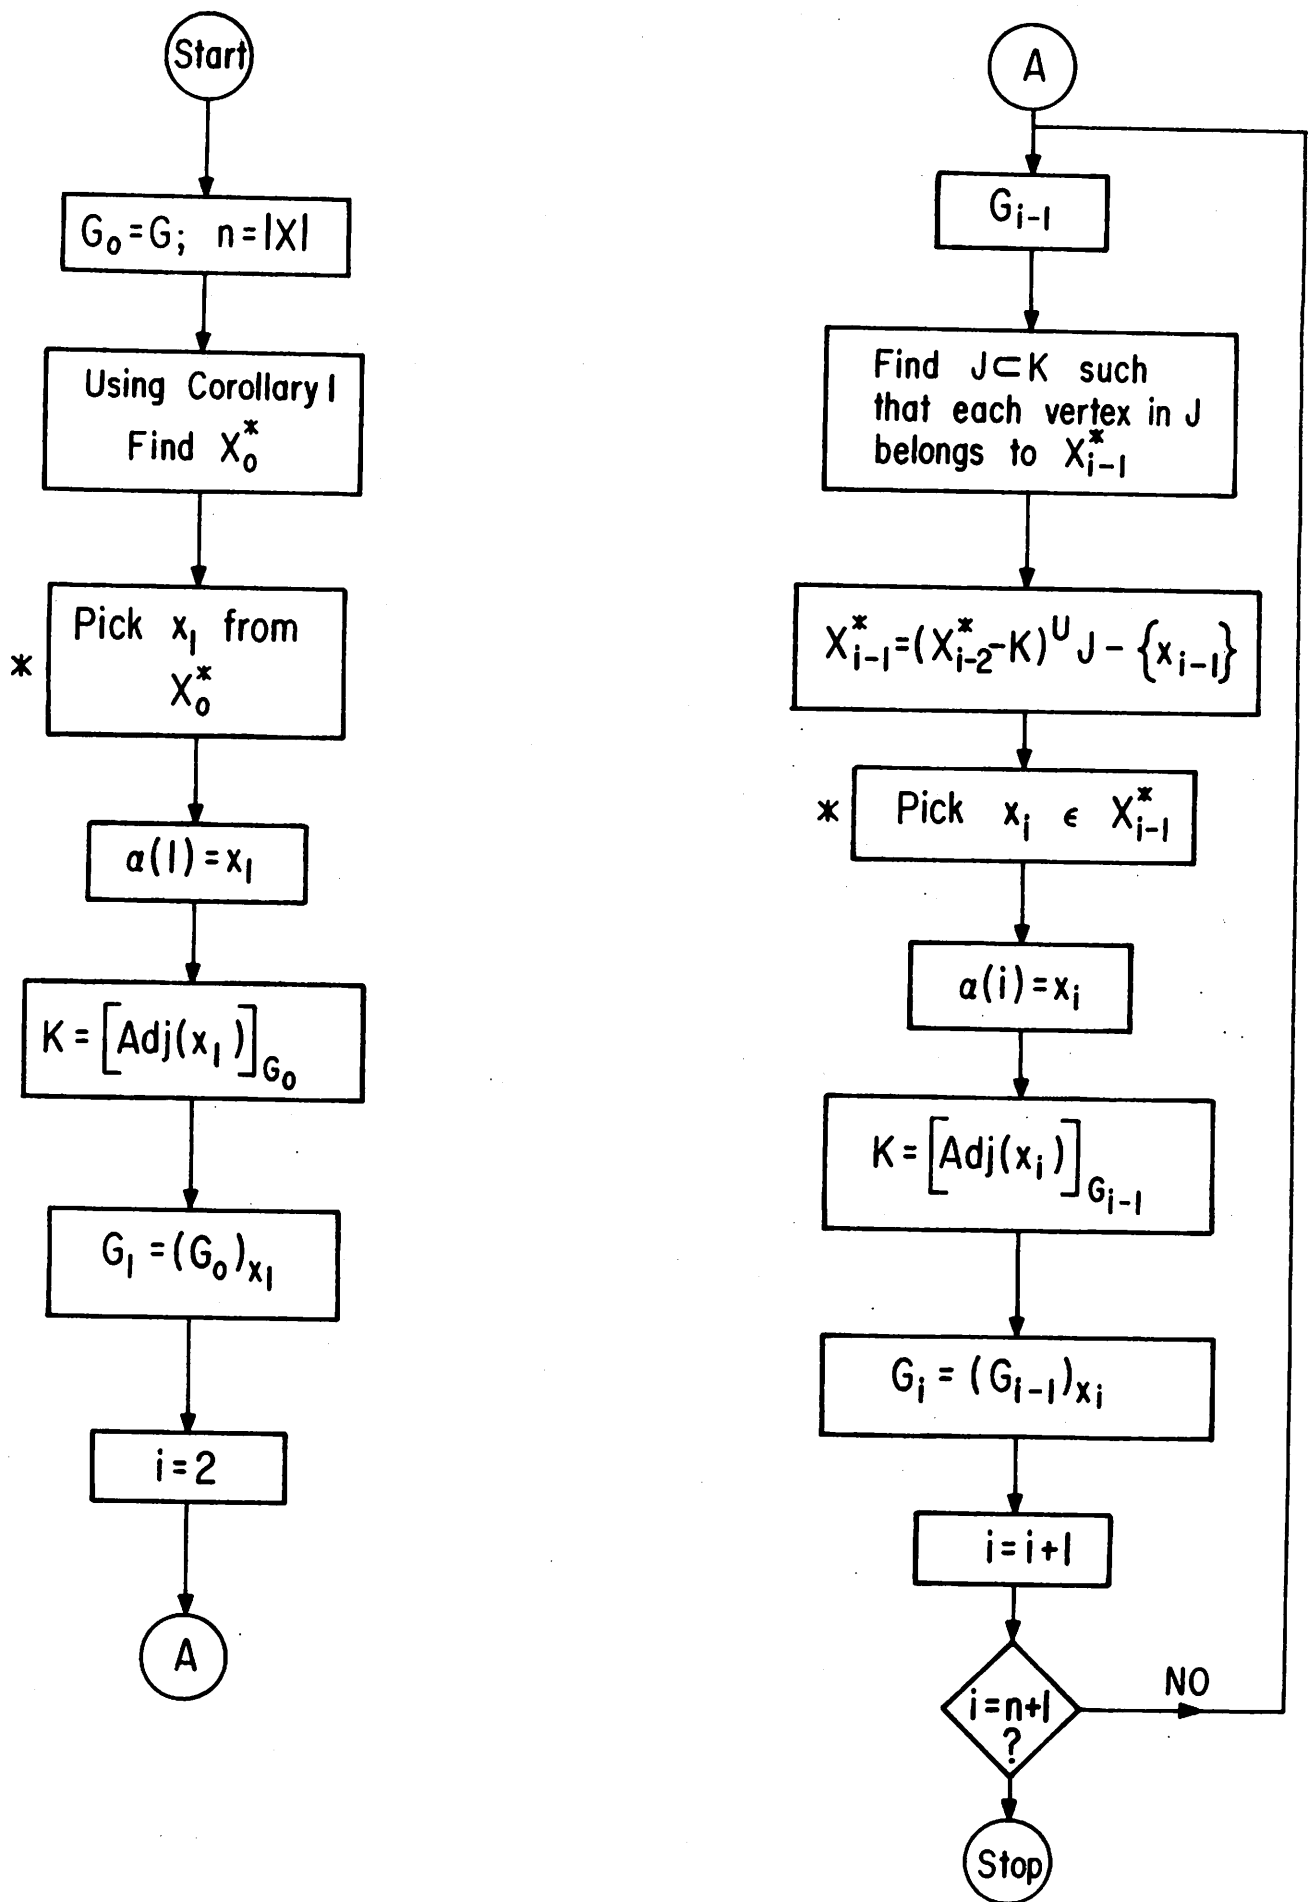 Start
G₀=G; n=|X|
Using Corollary 1
Find X₀*
Pick x₁ from
*
X₀*
α(1)=x₁
K=[Adj(x₁)]G₀
G₁=(G₀)x₁
i=2
A
A
Gᵢ₋₁
Find J⊂K such
that each vertex in J
belongs to X*ᵢ₋₁
X*ᵢ₋₁=(X*ᵢ₋₂-K)∪J-{xᵢ₋₁}
* Pick xᵢ ϵ X*ᵢ₋₁
α(i)=xᵢ
K=[Adj(xᵢ)]Gᵢ₋₁
Gᵢ=(Gᵢ₋₁)xᵢ
i=i+1
i=n+1
?
NO
Stop